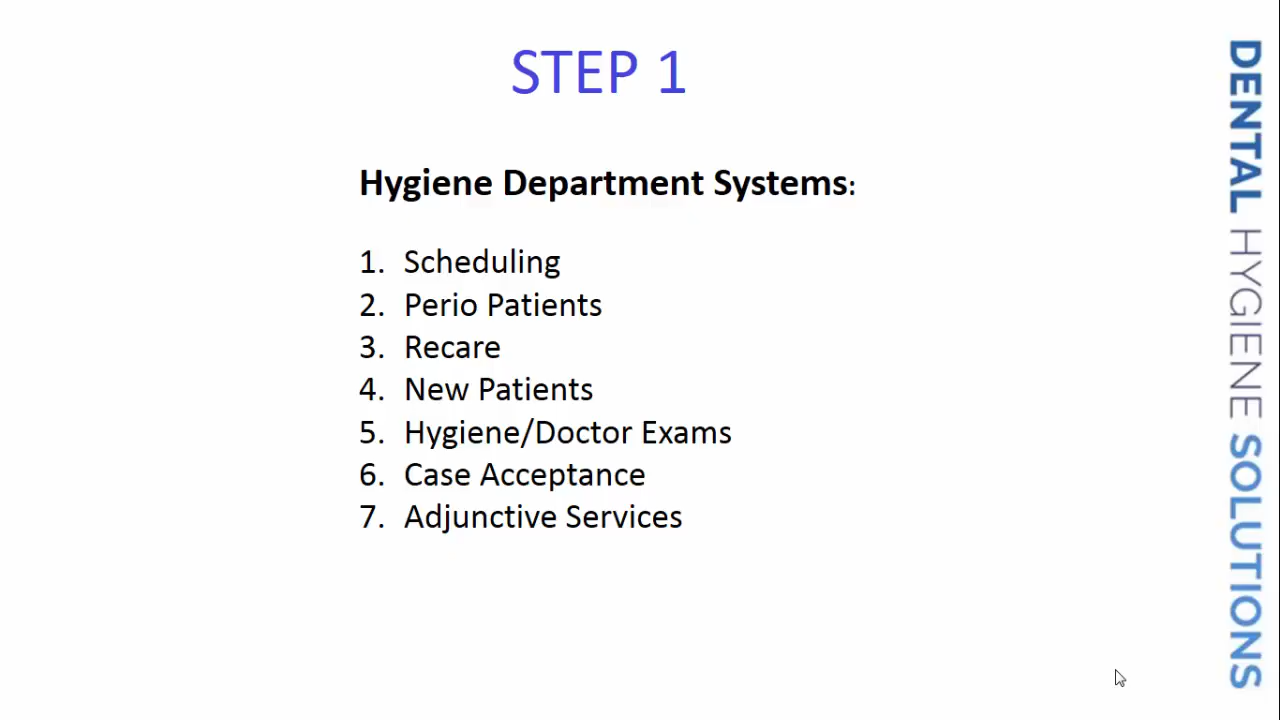 STEP 1
Hygiene Department Systems:
1. Scheduling
2. Perio Patients
3. Recare
4. New Patients
5. Hygiene/Doctor Exams
6. Case Acceptance
7. Adjunctive Services
DENTAL HYGIENE SOLUTIONS